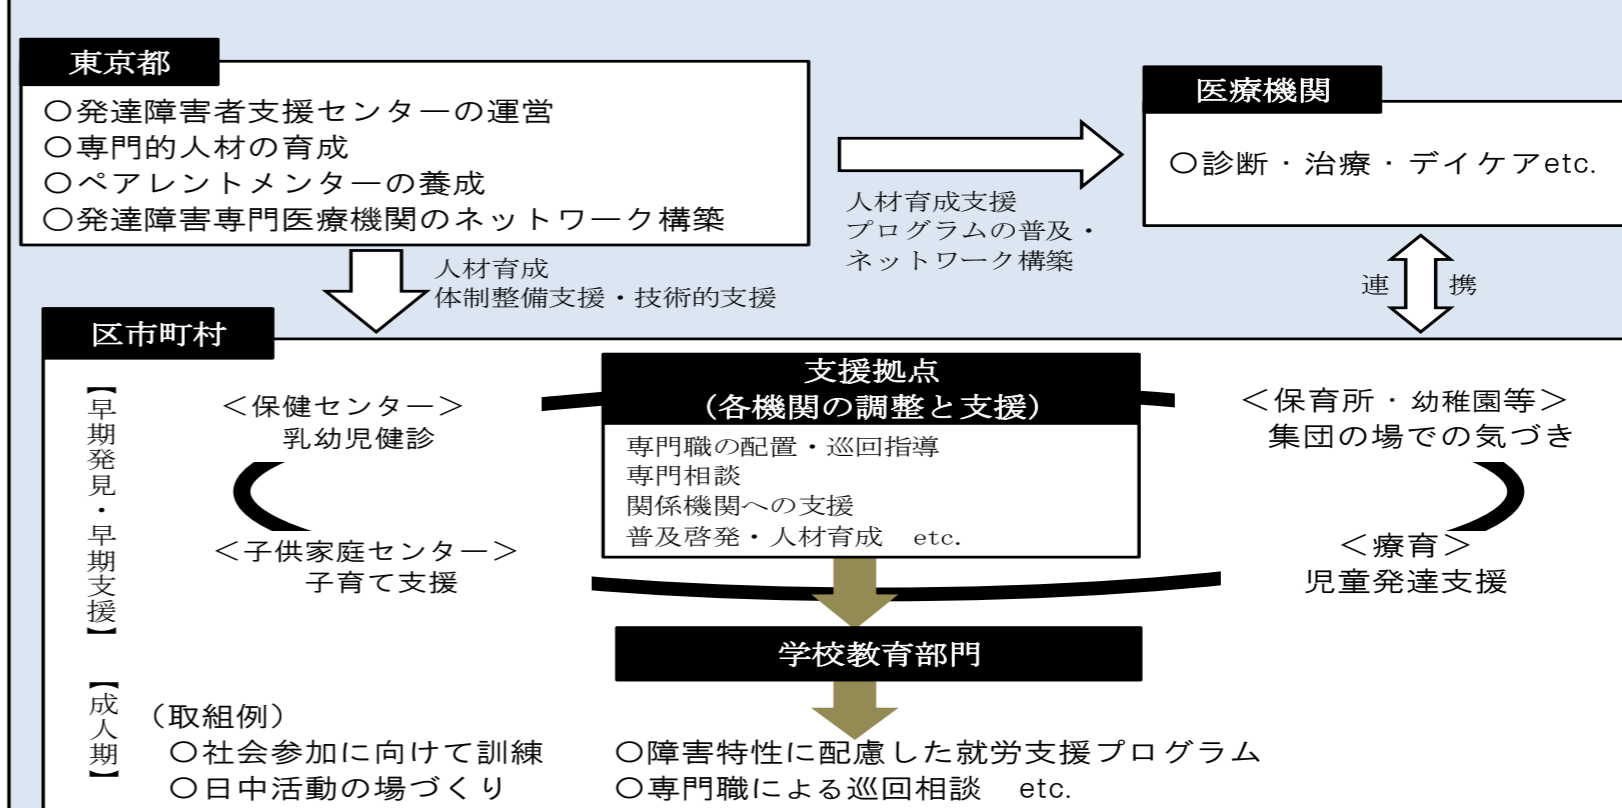 東京都
〇発達障害者支援センターの運営
〇専門的人材の育成
〇ペアレントメンターの養成
〇発達障害専門医療機関のネットワーク構築
医療機関
〇診断・治療・デイケアetc.
人材育成支援
プログラムの普及・
ネットワーク構築
人材育成
体制整備支援・技術的支援
連 携
区市町村
【早期発見・早期支援】
＜保健センター＞
乳幼児健診
支援拠点
（各機関の調整と支援）
専門職の配置・巡回指導
専門相談
関係機関への支援
普及啓発・人材育成　etc.
＜保育所・幼稚園等＞
集団の場での気づき
＜子供家庭センター＞
子育て支援
＜療育＞
児童発達支援
学校教育部門
【成人期】
（取組例）
〇社会参加に向けて訓練
〇日中活動の場づくり
〇障害特性に配慮した就労支援プログラム
〇専門職による巡回相談　etc.